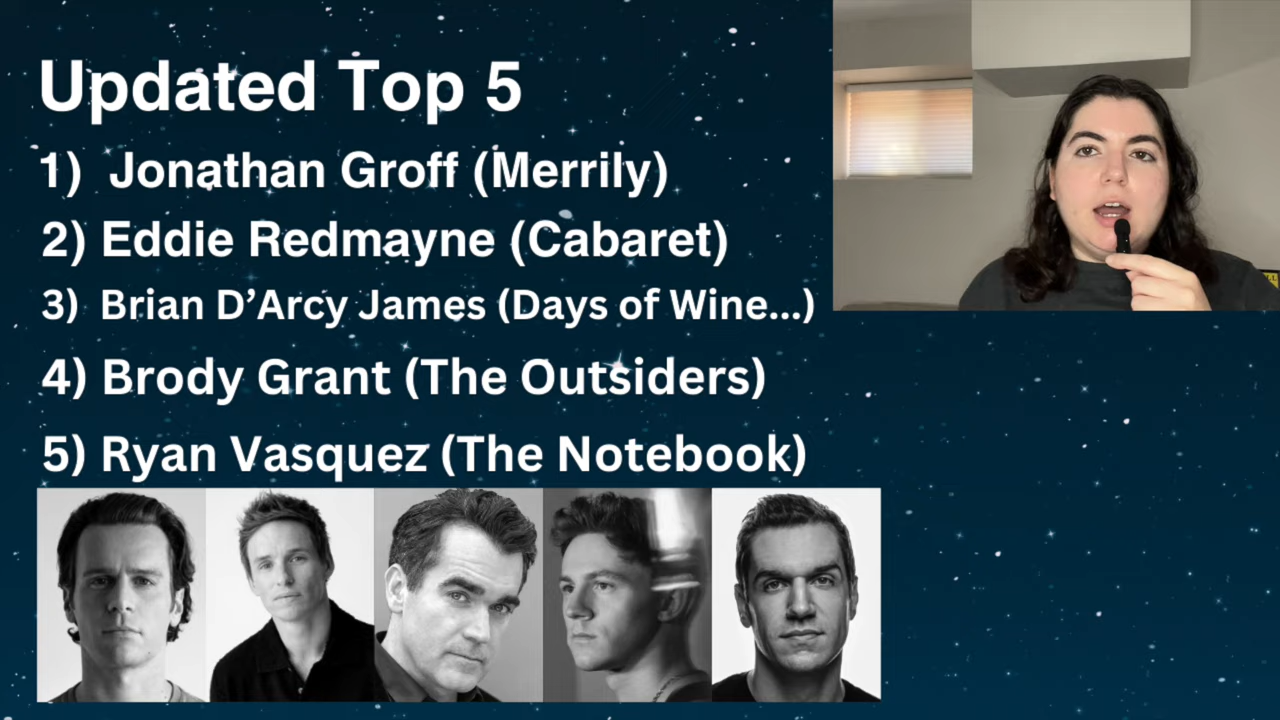 Updated Top 5
1) Jonathan Groff (Merrily)
2) Eddie Redmayne (Cabaret)
3) Brian D’Arcy James (Days of Wine...)
4) Brody Grant (The Outsiders)
5) Ryan Vasquez (The Notebook)